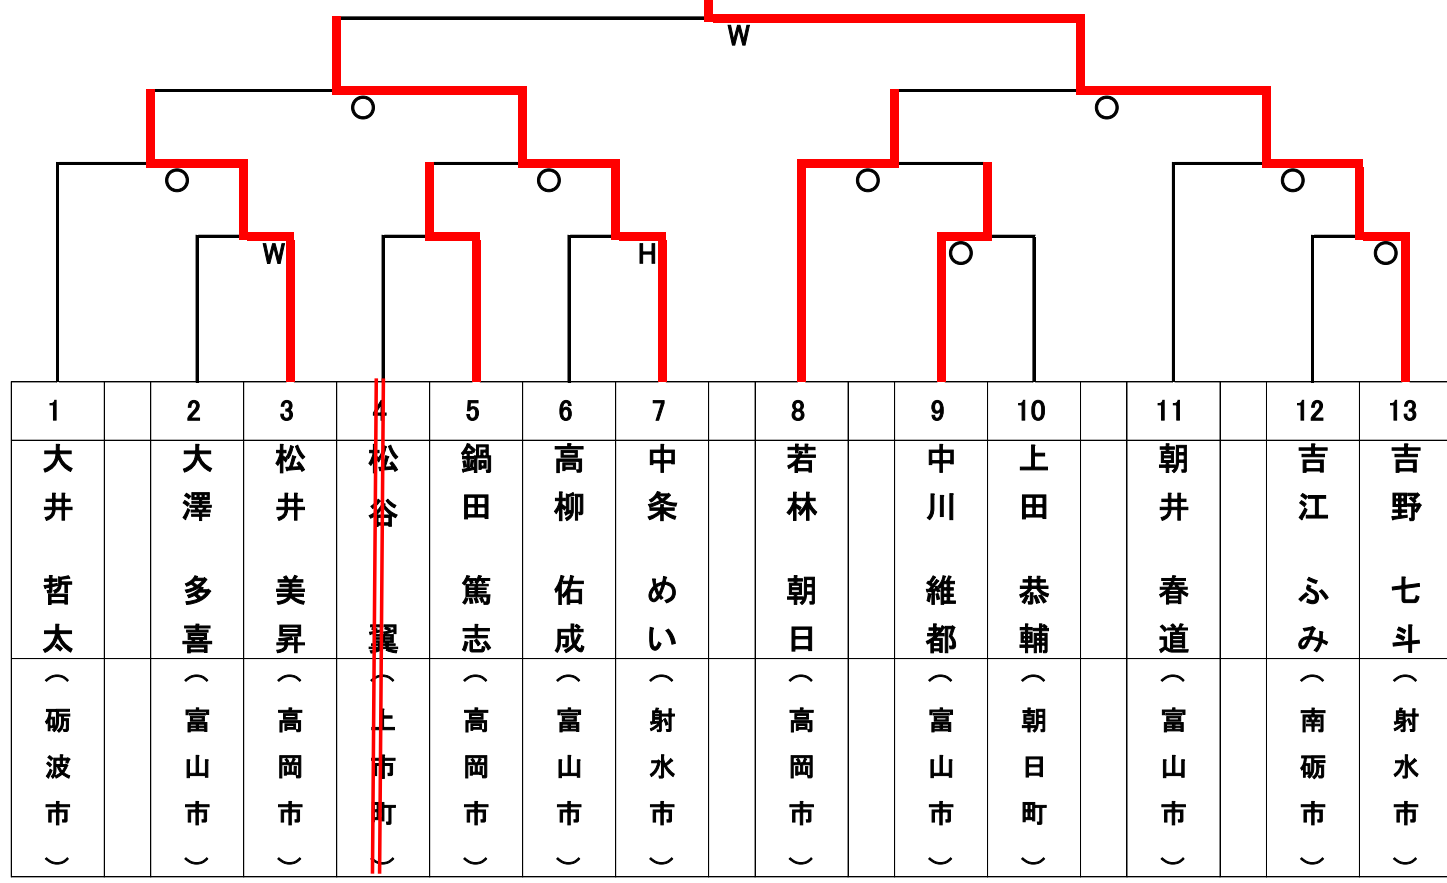 W
W
H
1
2
3
4
5
6
7
8
9
10
11
12
13
大井 哲太
大澤 多喜
松井 美昇
松谷 翼
鍋田 篤志
高柳 佑成
中条 めい
若林 朝日
中川 維都
上田 恭輔
朝井 春道
吉江 ふみ
吉野 七斗
（砺波市）
（富山市）
（高岡市）
（上市町）
（高岡市）
（富山市）
（射水市）
（高岡市）
（富山市）
（朝日町）
（富山市）
（南砺市）
（射水市）